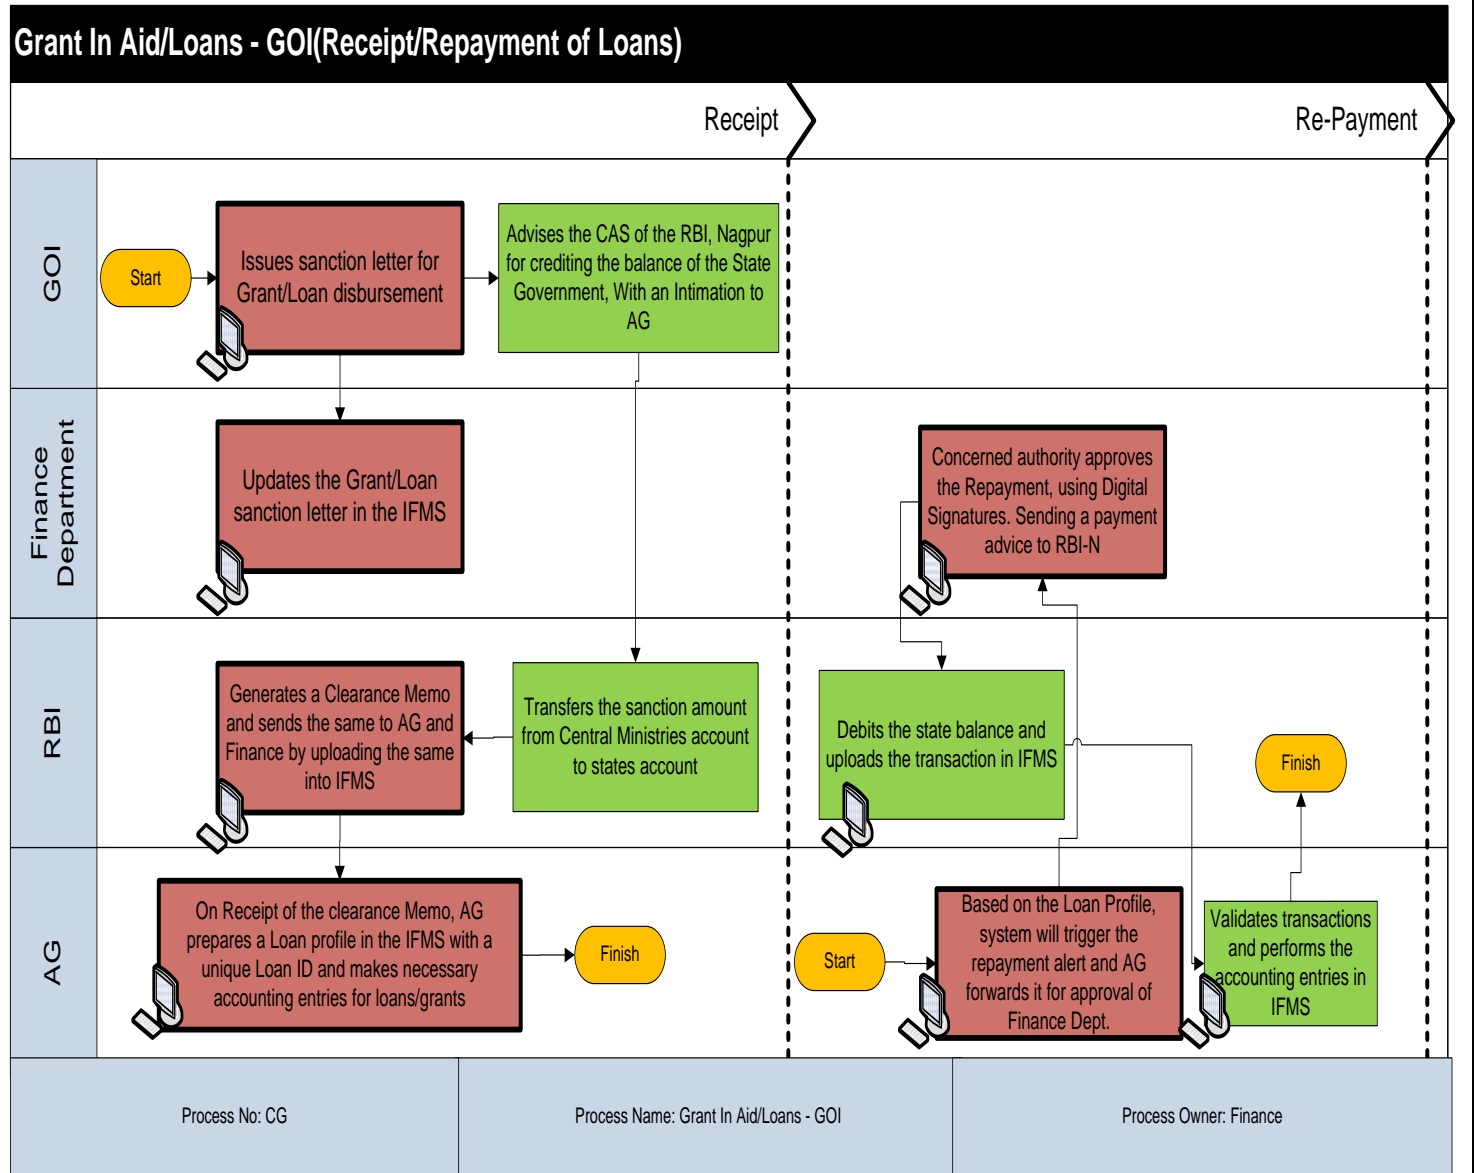 Grant In Aid/Loans - GOI(Receipt/Repayment of Loans)
Receipt
Re-Payment
GOI
Start
Issues sanction letter for
Grant/Loan disbursement
Advises the CAS of the RBI, Nagpur
for crediting the balance of the State
Government, With an Intimation to
AG
Finance
Department
Updates the Grant/Loan
sanction letter in the IFMS
Concerned authority approves
the Repayment, using Digital
Signatures. Sending a payment
advice to RBI-N
RBI
Generates a Clearance Memo
and sends the same to AG and
Finance by uploading the same
into IFMS
Transfers the sanction amount
from Central Ministries account
to states account
Debits the state balance and
uploads the transaction in IFMS
Finish
AG
On Receipt of the clearance Memo, AG
prepares a Loan profile in the IFMS with a
unique Loan ID and makes necessary
accounting entries for loans/grants
Finish
Start
Based on the Loan Profile,
system will trigger the
repayment alert and AG
forwards it for approval of
Finance Dept.
Validates transactions
and performs the
accounting entries in
IFMS
Process No: CG
Process Name: Grant In Aid/Loans - GOI
Process Owner: Finance